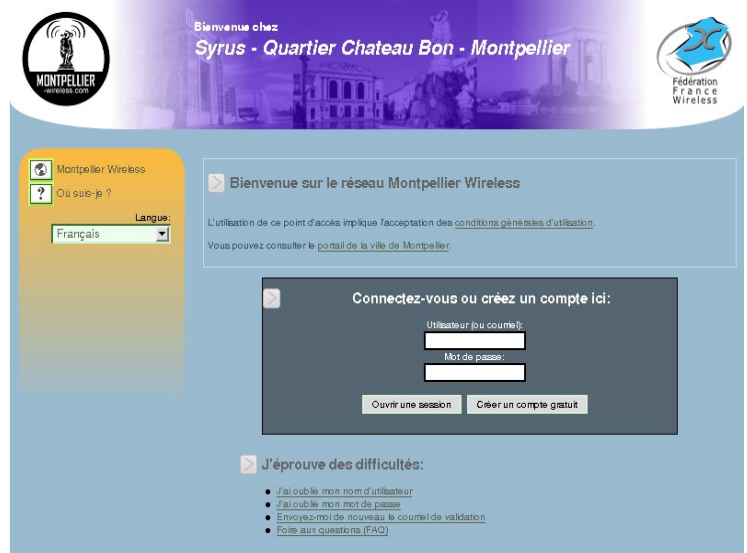 Bienvenue chez
Syrus - Quartier Chateau Bon - Montpellier
MONTPELLIER
-wireless.com
Fédération
France
Wireless
Montpellier Wireless
Où suis-je ?
Langue:
Français
Bienvenue sur le réseau Montpellier Wireless
L'utilisation de ce point d'accès implique l'acceptation des conditions générales d'utilisation.
Vous pouvez consulter le portail de la ville de Montpellier.
Connectez-vous ou créez un compte ici:
Utilisateur (ou courriel):
Mot de passe:
Ouvrir une session
Créer un compte gratuit
J'éprouve des difficultés:
J'ai oublié mon nom d'utilisateur
J'ai oublié mon mot de passe
Envoyez-moi de nouveau le courriel de validation
Foire aux questions (FAQ)